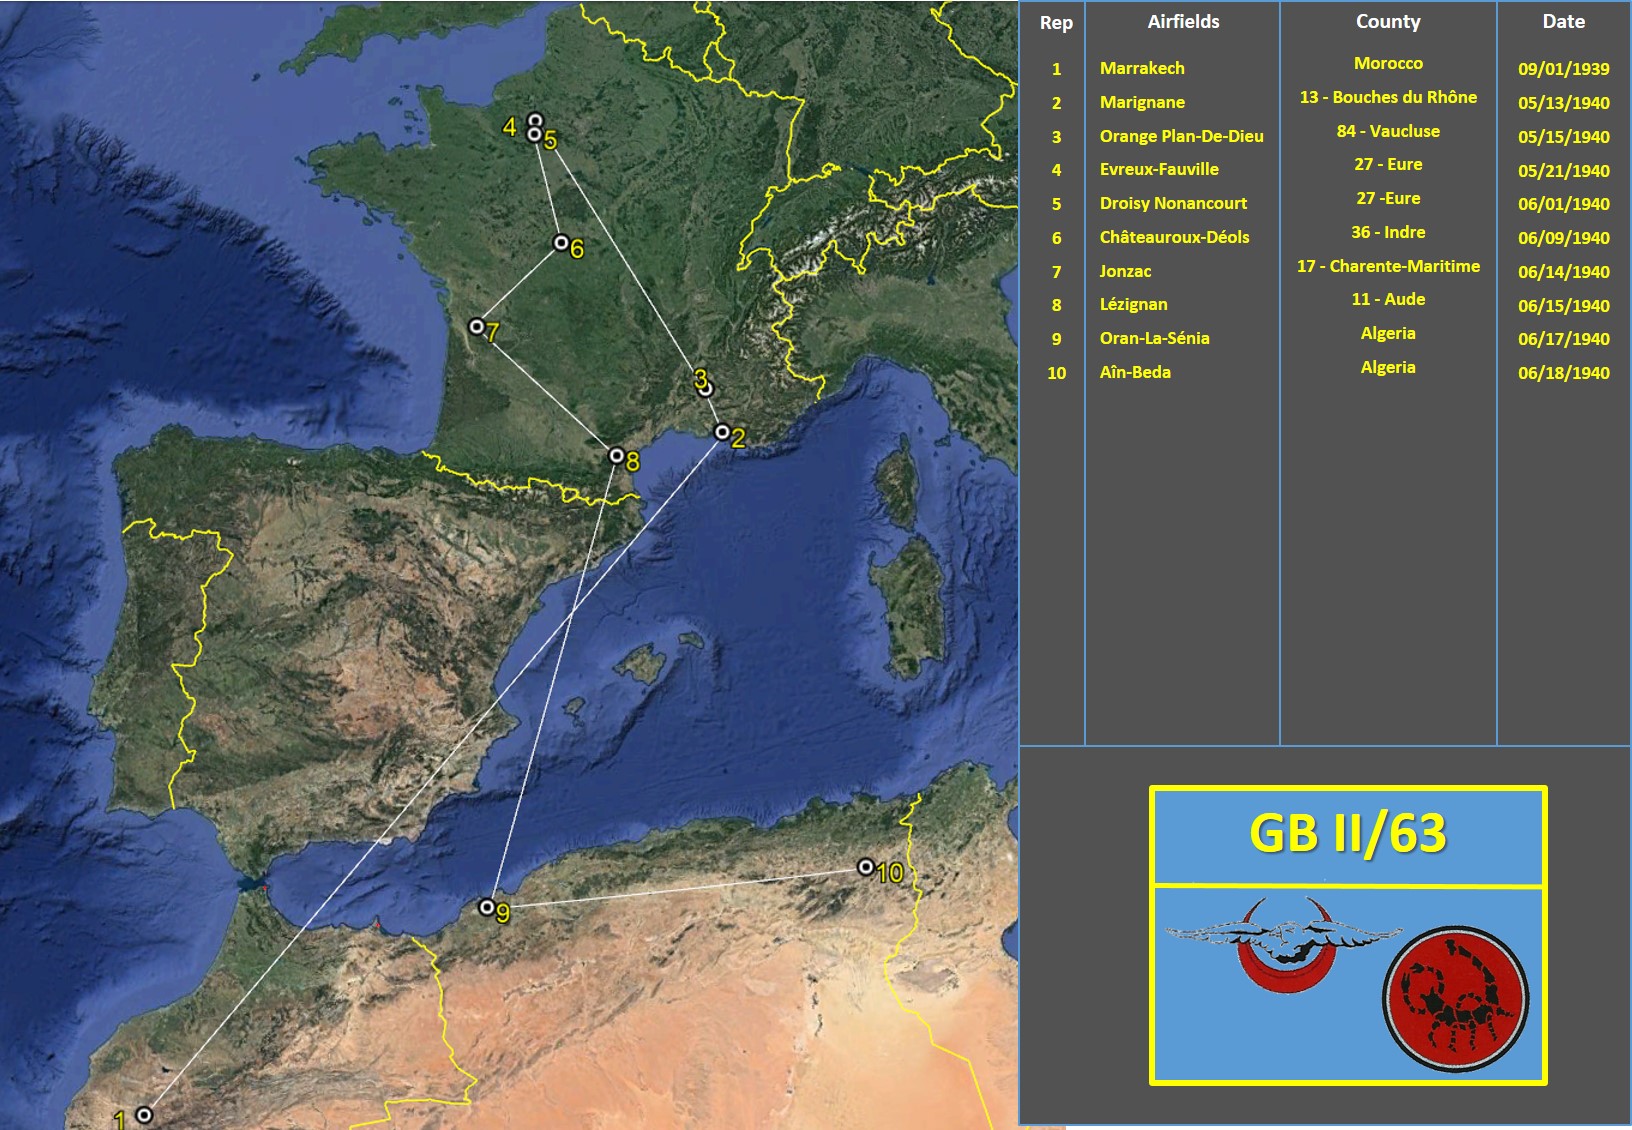 Rep Airfields County Date
1 Marrakech Morocco 09/01/1939
2 Marignane 13 - Bouches du Rhône 05/13/1940
3 Orange Plan-De-Dieu 84 - Vaucluse 05/15/1940
4 Evreux-Fauville 27 - Eure 05/21/1940
5 Droisy Nonancourt 27 -Eure 06/01/1940
6 Châteauroux-Déols 36 - Indre 06/09/1940
7 Jonzac 17 - Charente-Maritime 06/14/1940
8 Lézignan 11 - Aude 06/15/1940
9 Oran-La-Sénia Algeria 06/17/1940
10 Aîn-Beda Algeria 06/18/1940
4
5
6
7
3
2
8
10
9
1
GB II/63